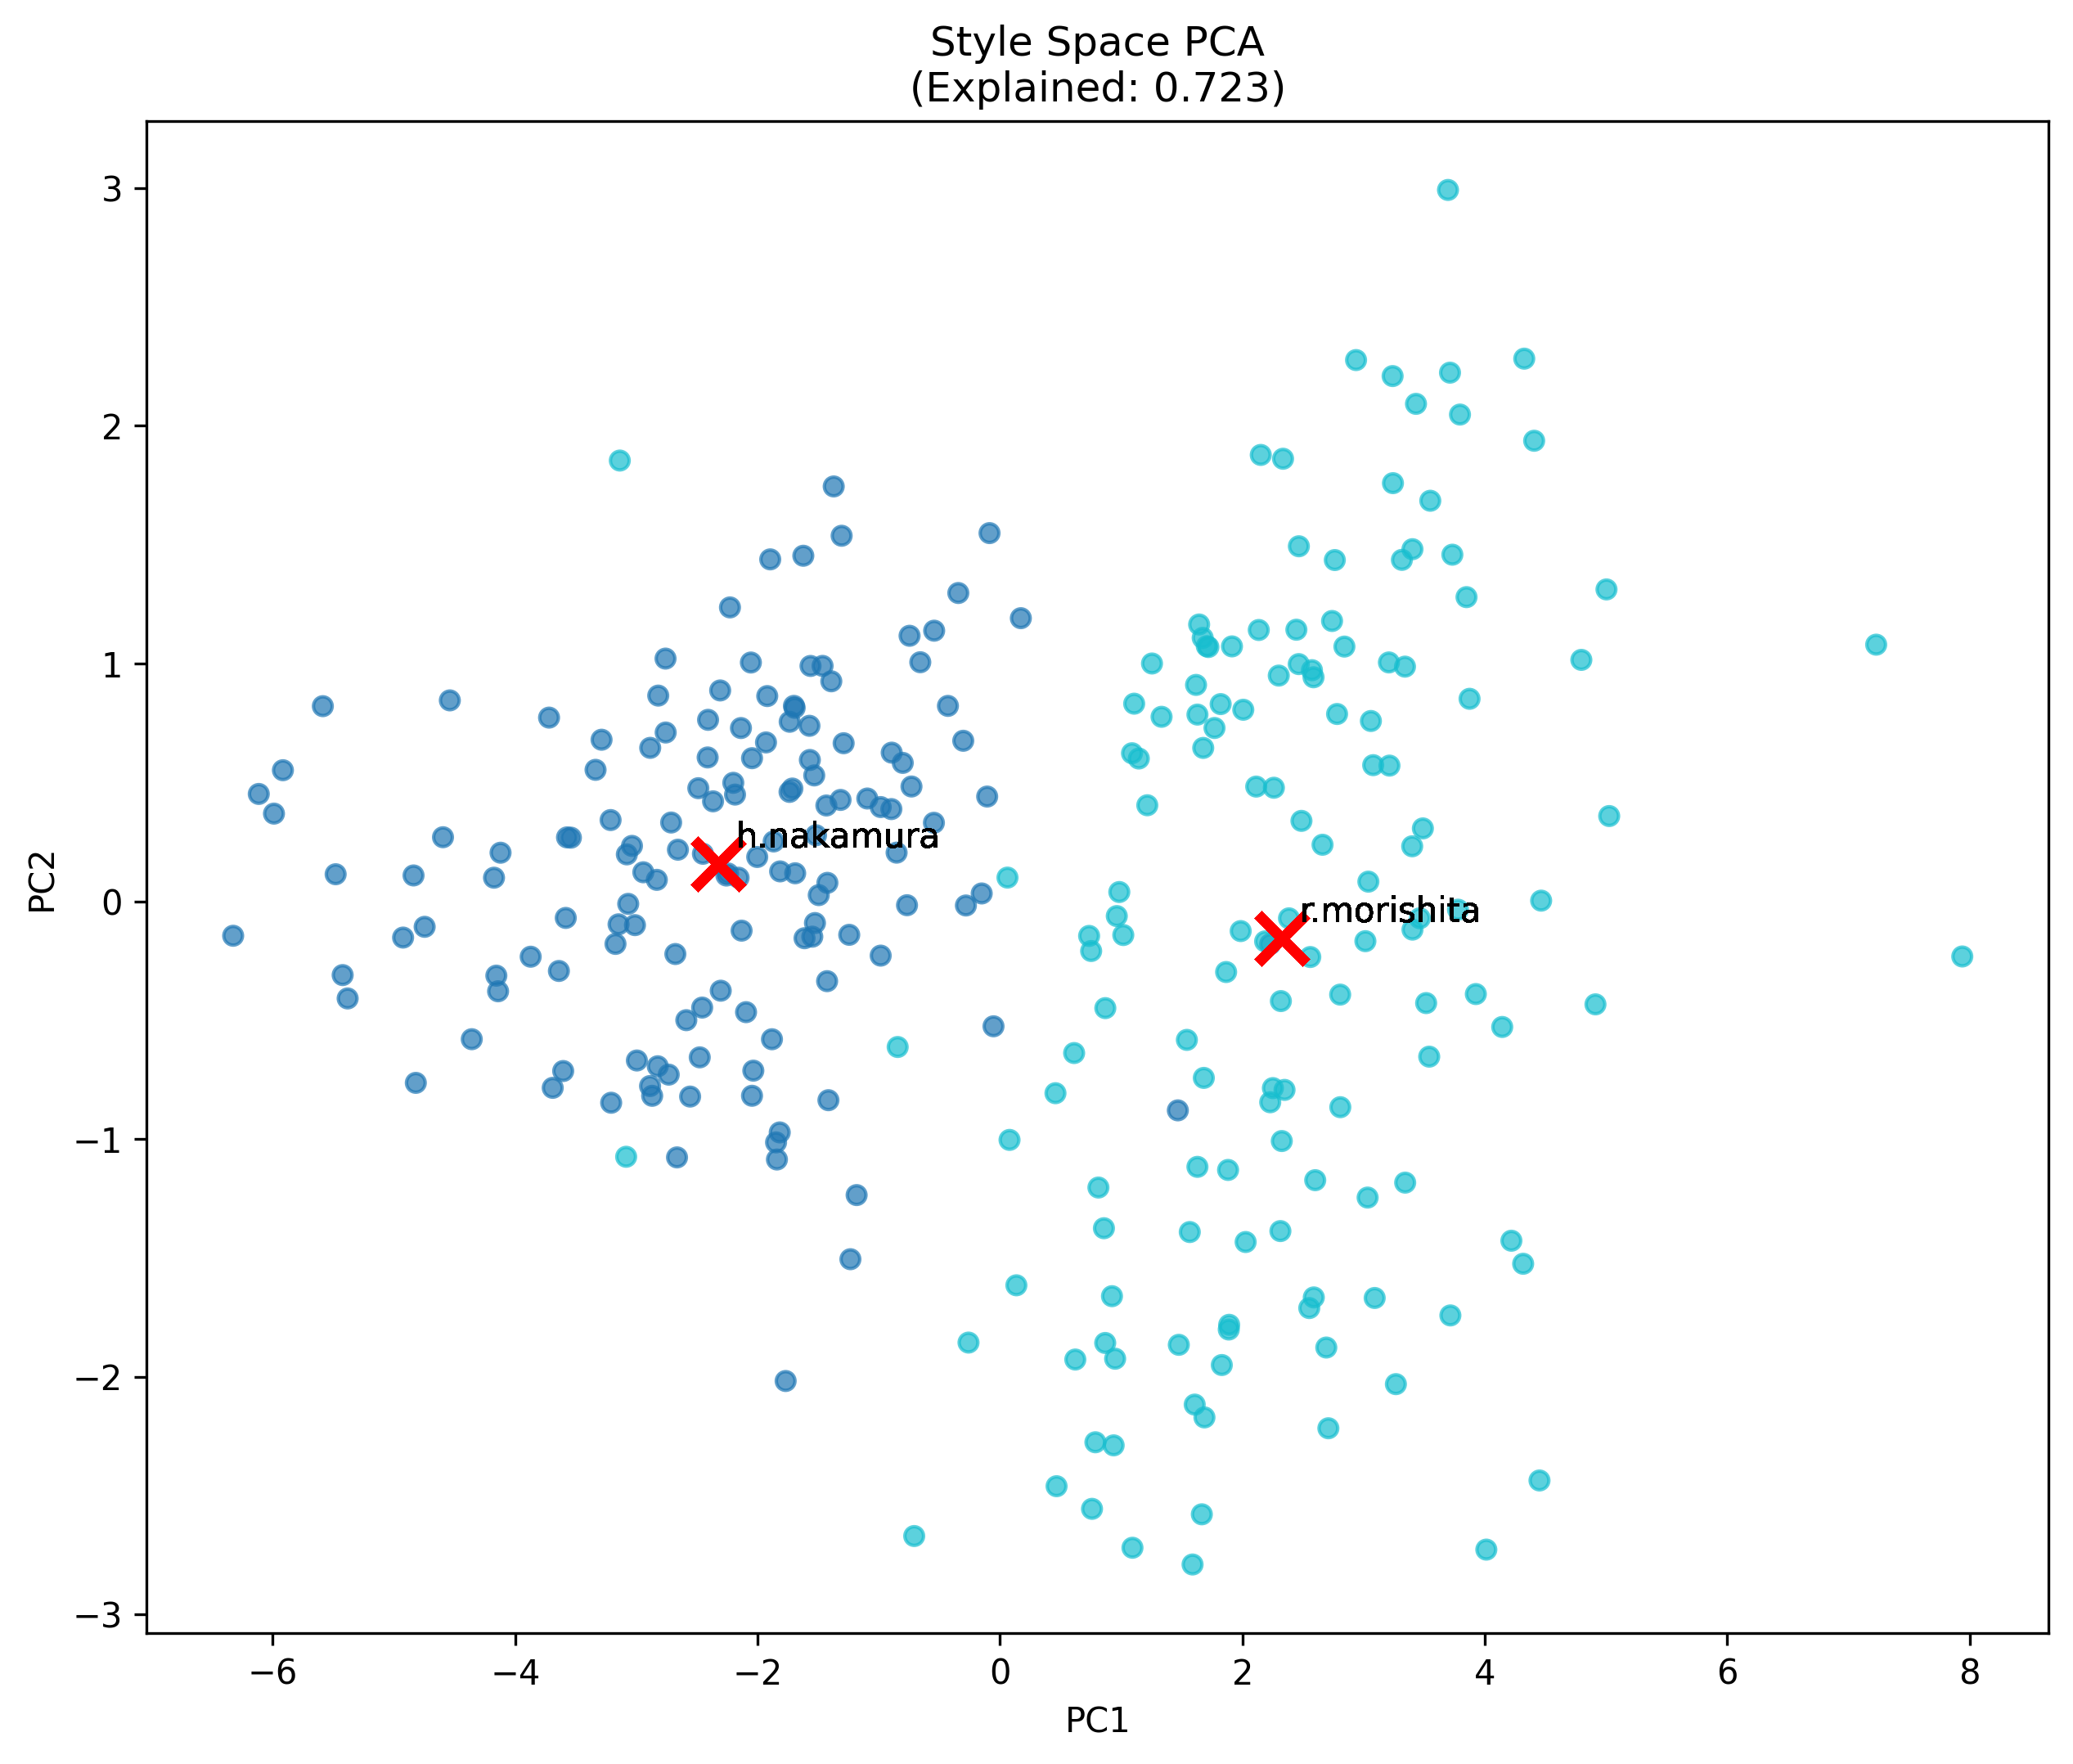 Style Space PCA
(Explained: 0.723)
3
2
1
0
−1
−2
−3
PC2
h.nakamura
r.morishita
−6 −4 −2 0 2 4 6 8
PC1